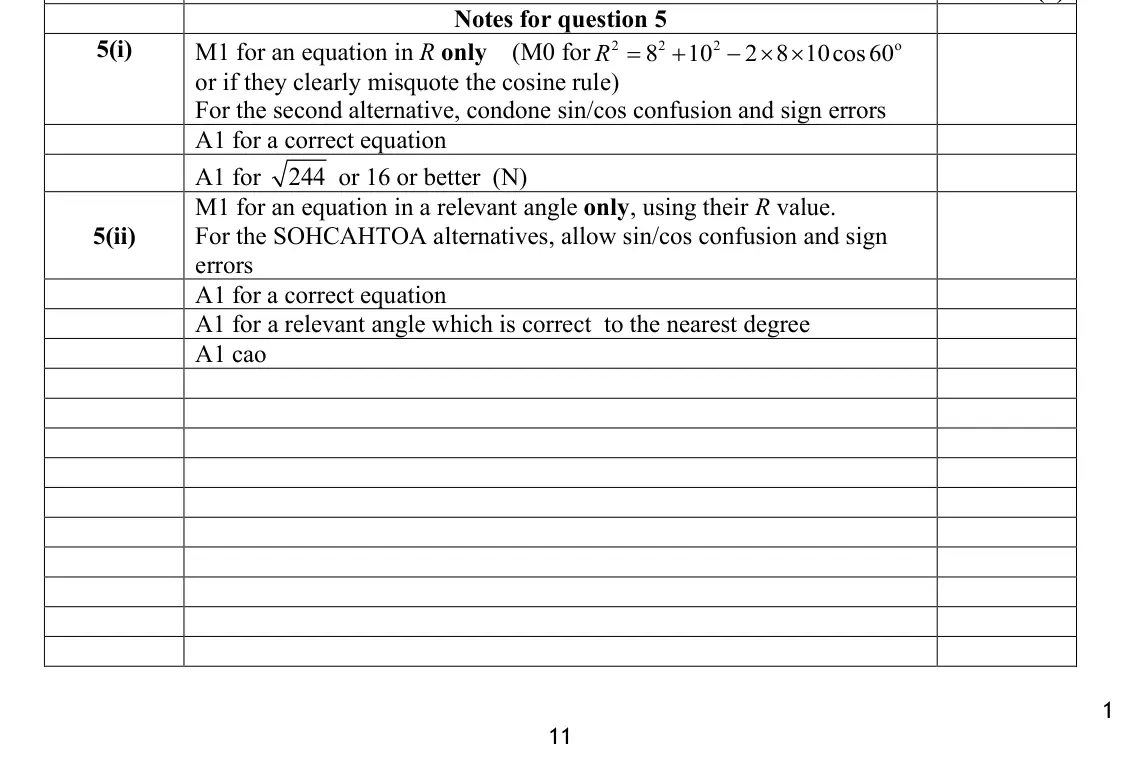 Notes for question 5
5(i)
M1 for an equation in R only (M0 for R² = 8² +10² − 2×8×10cos60°
or if they clearly misquote the cosine rule)
For the second alternative, condone sin/cos confusion and sign errors
A1 for a correct equation
A1 for √244 or 16 or better (N)
5(ii)
M1 for an equation in a relevant angle only, using their R value.
For the SOHCAHTOA alternatives, allow sin/cos confusion and sign
errors
A1 for a correct equation
A1 for a relevant angle which is correct to the nearest degree
A1 cao
1
11